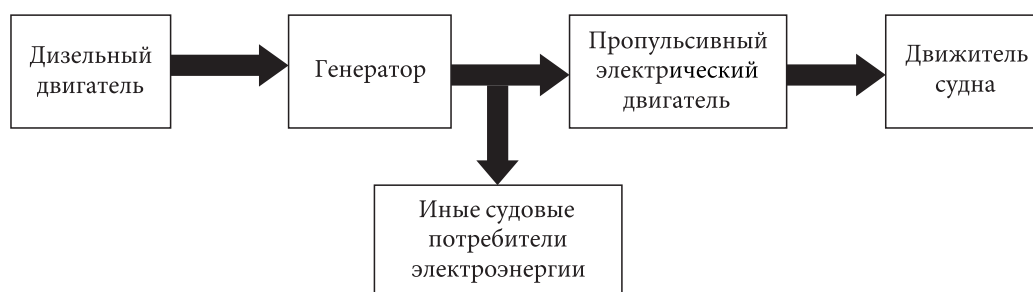 Дизельный
двигатель
Генератор
Пропульсивный
электрический
двигатель
Движитель
судна
Иные судовые
потребители
электроэнергии